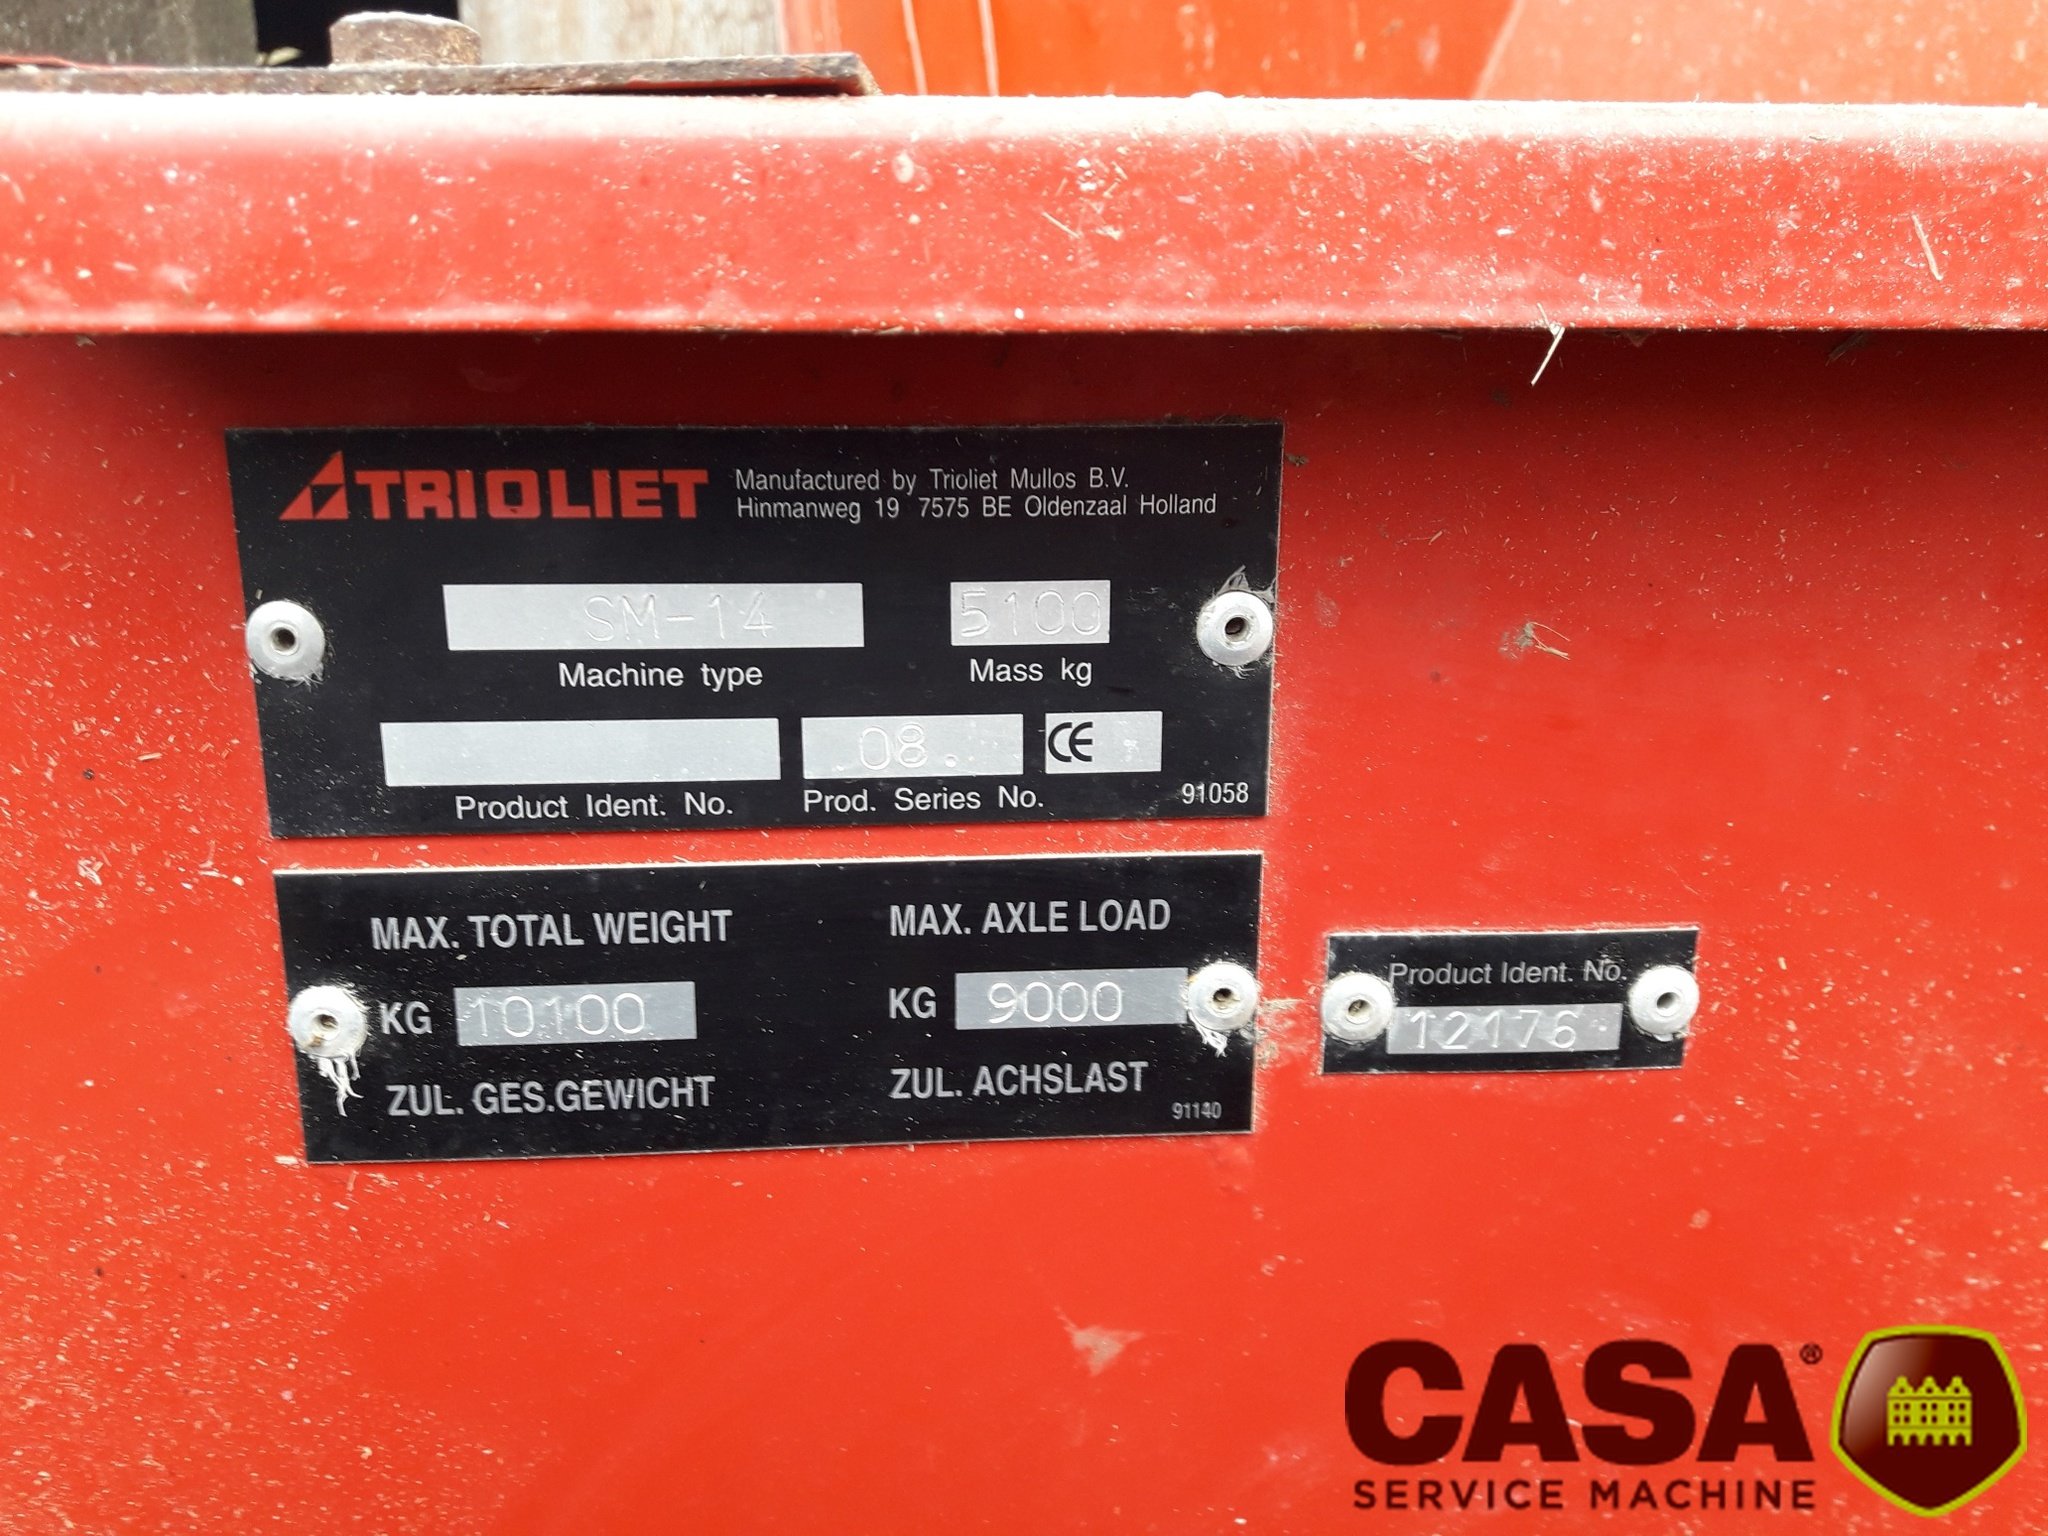 TRIOLIET
Manufactured by Trioliet Mullos B.V.
Hinmanweg 19 7575 BE Oldenzaal Holland
SM-14
5100
Machine type
Mass kg
08.
CE
Product Ident. No.
Prod. Series No.
91058
MAX. TOTAL WEIGHT
MAX. AXLE LOAD
KG 10100
KG 9000
ZUL. GES.GEWICHT
ZUL. ACHSLAST
91140
Product Ident. No.
12176
CASA®
SERVICE MACHINE